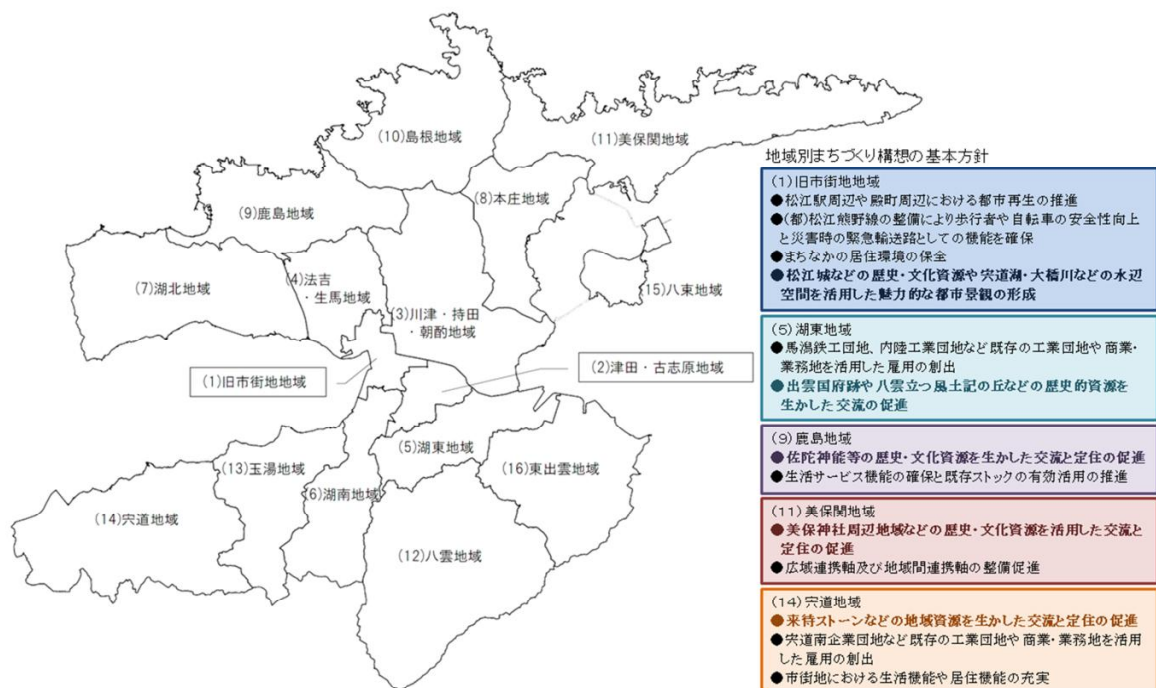 (10)島根地域
(11)美保関地域
(8)本庄地域
(9)鹿島地域
(7)湖北地域
(4)法吉
・生馬地域
(3)川津・持田
・朝酌地域
15)八束地域
(1)旧市街地地域
(2)津田・古志原地域
(5)湖東地域
(13)玉湯地域
(16)東出雲地域
(6)湖南地域
(14)宍道地域
(12)八雲地域
地域別まちづくり構想の基本方針
(1)旧市街地地域
●松江駅周辺や殿町周辺における都市再生の推進
●(都)松江熊野線の整備により歩行者や自転車の安全性向上
と災害時の緊急輸送路としての機能を確保
●まちなかの居住環境の保全
●松江城などの歴史・文化資源や宍道湖・大橋川などの水辺
空間を活用した魅力的な都市景観の形成
(5)湖東地域
●馬潟鉄工団地、内陸工業団地など既存の工業団地や商業・
業務地を活用した雇用の創出
●出雲国府跡や八雲立つ風土記の丘などの歴史的資源を
生かした交流の促進
(9)鹿島地域
●佐陀神能等の歴史・文化資源を生かした交流と定住の促進
●生活サービス機能の確保と既存ストックの有効活用の推進
(11)美保関地域
●美保神社周辺地域などの歴史・文化資源を活用した交流と
定住の促進
●広域連携軸及び地域間連携軸の整備促進
(14)宍道地域
●来待ストーンなどの地域資源を生かした交流と定住の促進
●宍道南企業団地など既存の工業団地や商業・業務地を活用
した雇用の創出
●市街地における生活機能や居住機能の充実